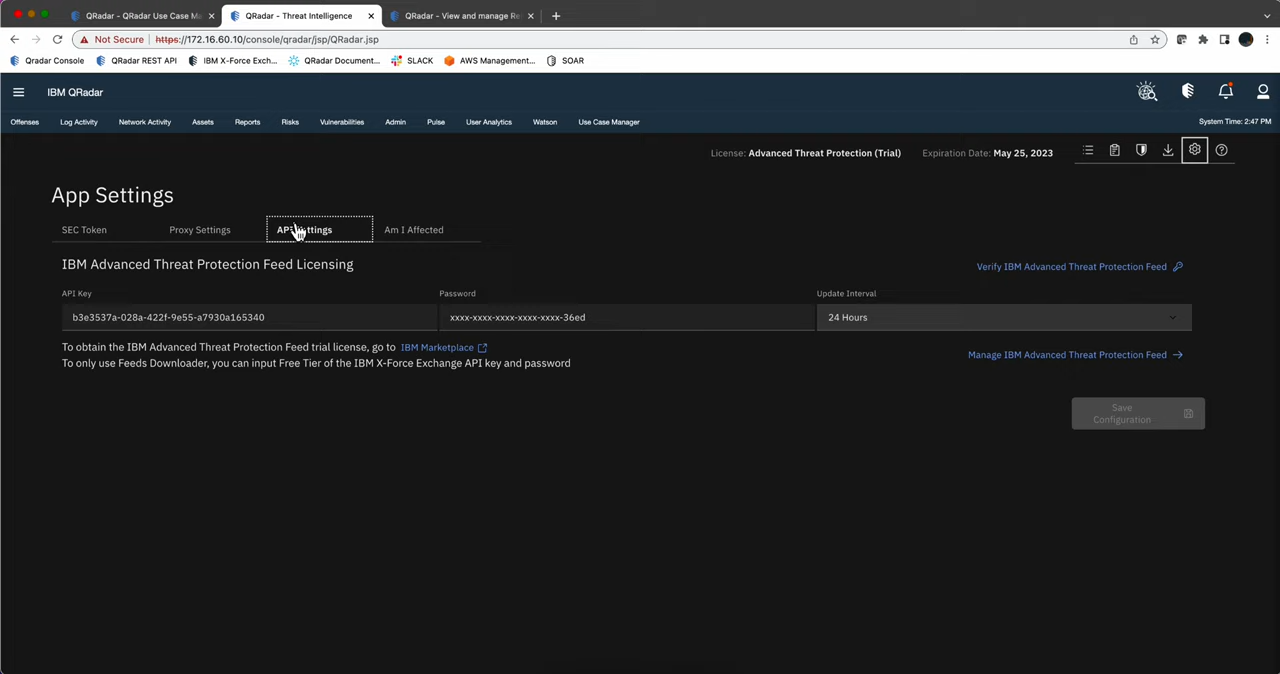 QRadar - QRadar Use Case Ma
QRadar - Threat Intelligence
QRadar - View and manage Re
Not Secure https://172.16.60.10/console/qradar/jsp/QRadar.jsp
Qradar Console QRadar REST API IBM X-Force Exch... QRadar Document... SLACK AWS Management... SOAR
IBM QRadar
Offenses Log Activity Network Activity Assets Reports Risks Vulnerabilities Admin Pulse User Analytics Watson Use Case Manager System Time: 2:47 PM
License: Advanced Threat Protection (Trial) Expiration Date: May 25, 2023
App Settings
SEC Token Proxy Settings Am I Affected
IBM Advanced Threat Protection Feed Licensing
Verify IBM Advanced Threat Protection Feed
API Key Password Update Interval
b3e3537a-028a-422f-9e55-a7930a165340 xxxx-xxxx-xxxx-xxxx-xxxx-36ed 24 Hours
To obtain the IBM Advanced Threat Protection Feed trial license, go to IBM Marketplace
Manage IBM Advanced Threat Protection Feed
To only use Feeds Downloader, you can input Free Tier of the IBM X-Force Exchange API key and password
Save
Configuration